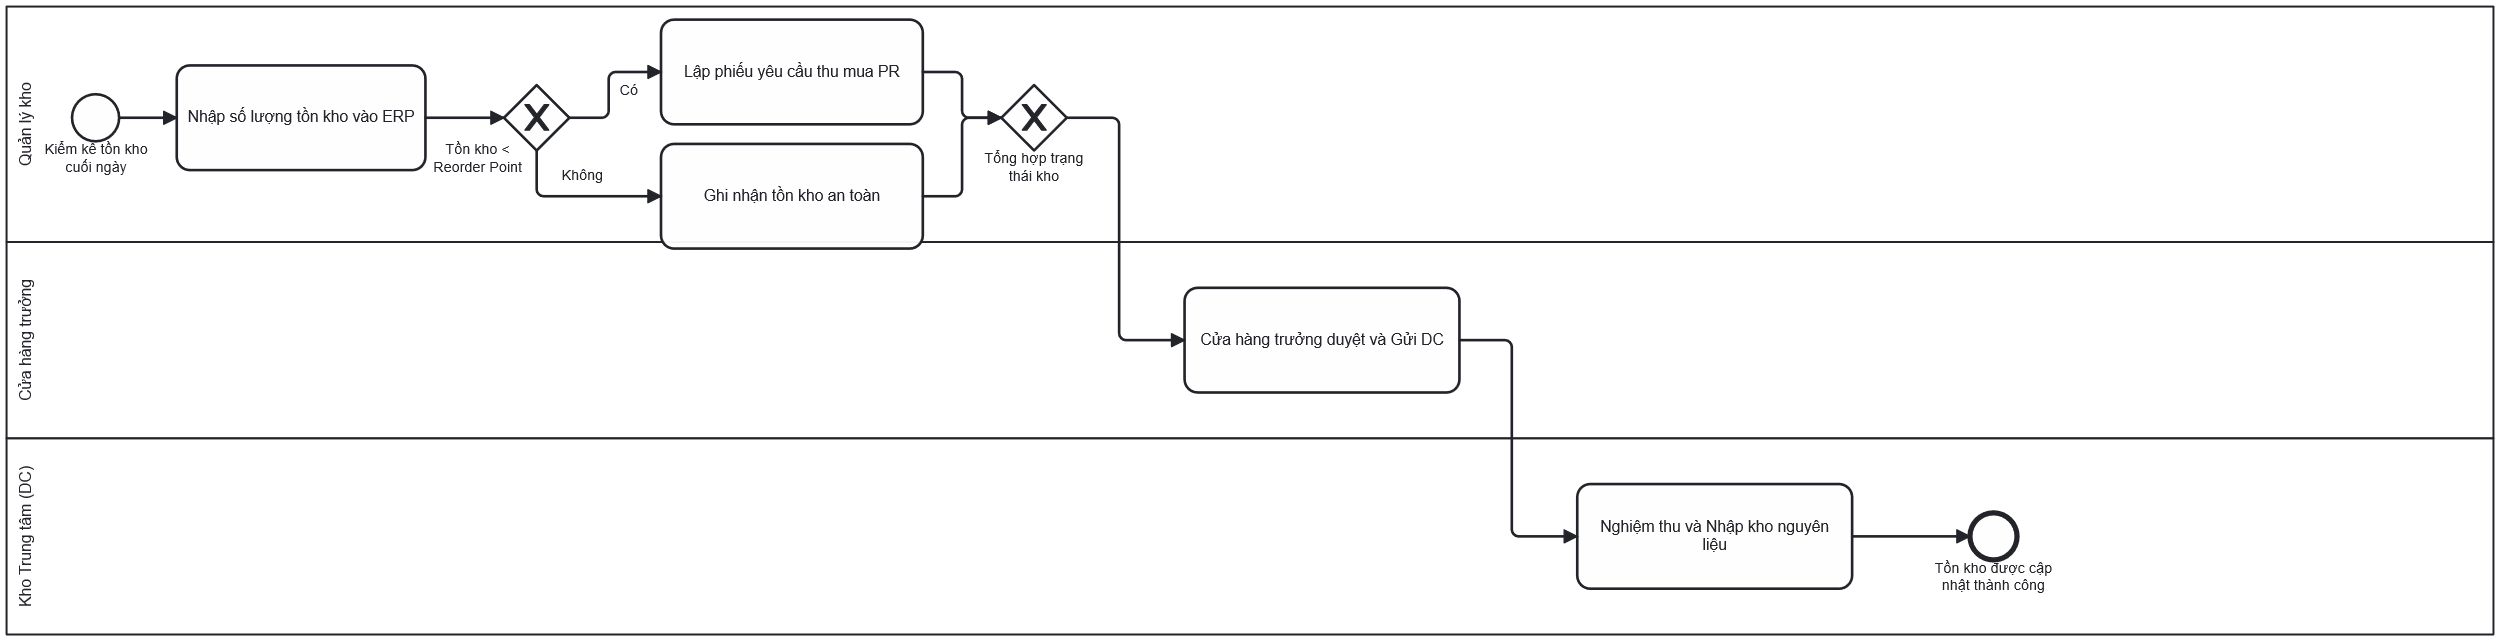 Quản lý kho
Kiểm kê tồn kho
cuối ngày
Nhập số lượng tồn kho vào ERP
Tồn kho <
Reorder Point
Có
Không
Lập phiếu yêu cầu thu mua PR
Ghi nhận tồn kho an toàn
Tổng hợp trạng
thái kho
Cửa hàng trưởng
Cửa hàng trưởng duyệt và Gửi DC
Kho Trung tâm (DC)
Nghiệm thu và Nhập kho nguyên
liệu
Tồn kho được cập
nhật thành công